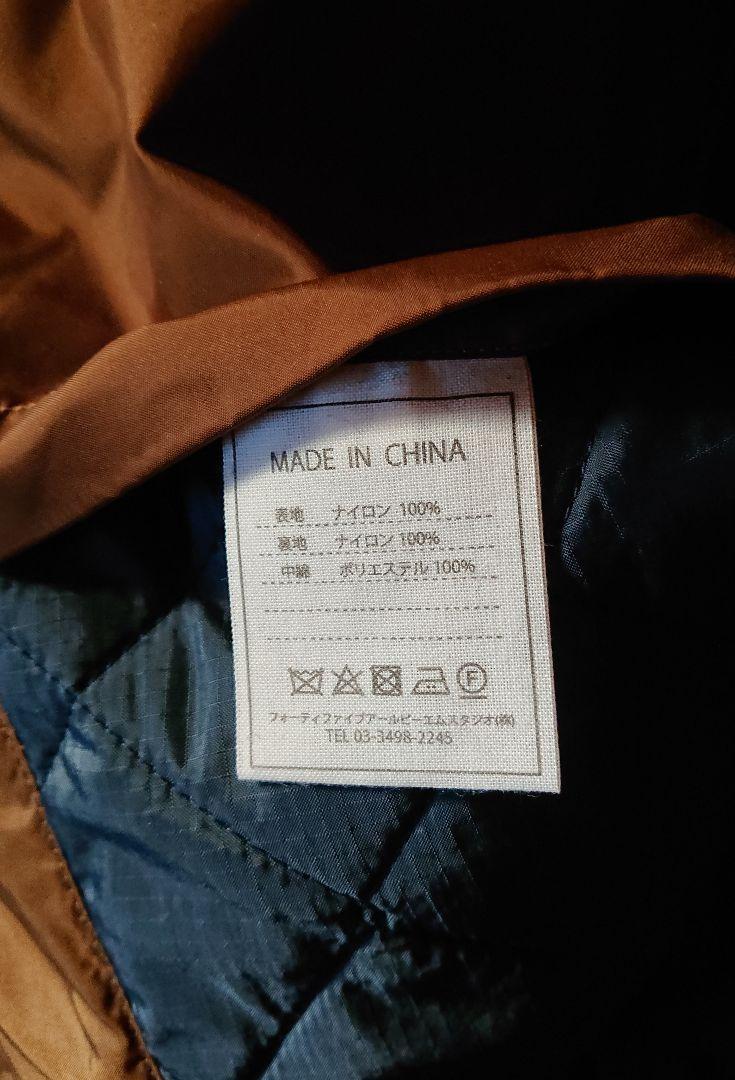 MADE IN CHINA
表地 ナイロン 100%
裏地 ナイロン 100%
中綿 ポリエステル 100%
F
フォーティファイブアールピーエムスタジオ(株)
TEL 03-3498-2245